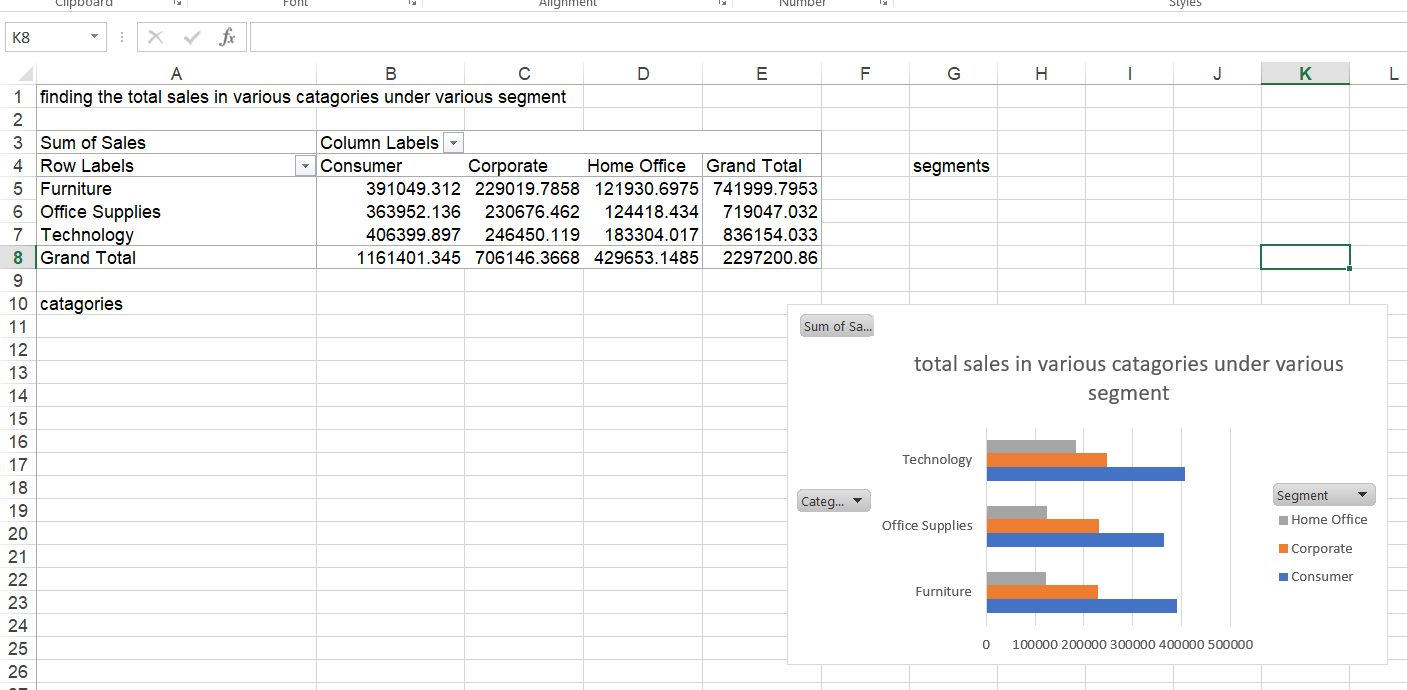 Clipboard Font Alignment Number Styles
K8 fx
A B C D E F G H I J K L
1 finding the total sales in various catagories under various segment
2
3 Sum of Sales Column Labels
4 Row Labels Consumer Corporate Home Office Grand Total segments
5 Furniture 391049.312 229019.7858 121930.6975 741999.7953
6 Office Supplies 363952.136 230676.462 124418.434 719047.032
7 Technology 406399.897 246450.119 183304.017 836154.033
8 Grand Total 1161401.345 706146.3668 429653.1485 2297200.86
9
10 catagories
11
12
13
14
15
16
17
18
19
20
21
22
23
24
25
26
Sum of Sa...
total sales in various catagories under various
segment
Technology
Categ...
Office Supplies
Furniture
0 100000 200000 300000 400000 500000
Segment
Home Office
Corporate
Consumer